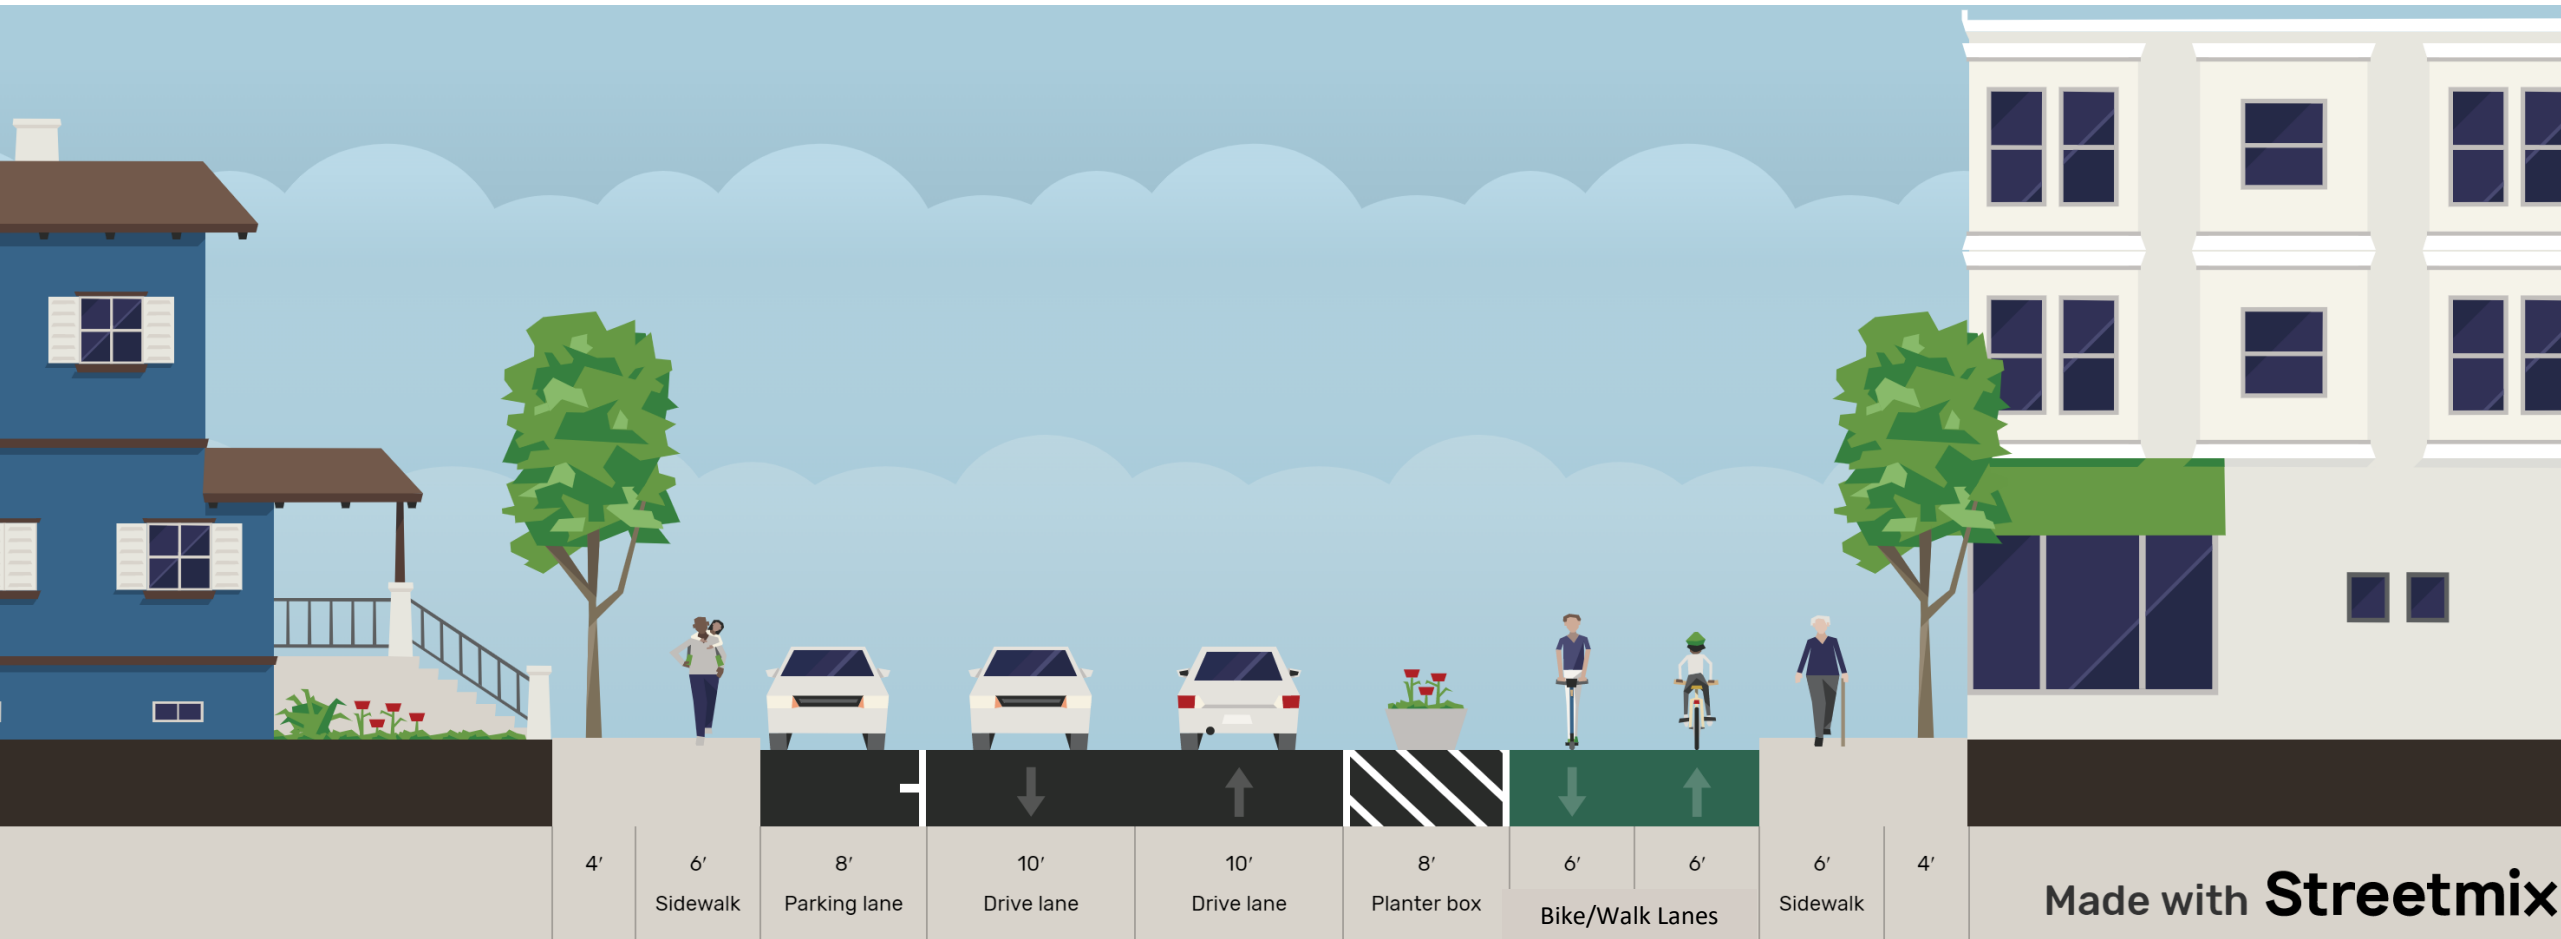 4′
6′
Sidewalk
8′
Parking lane
10′
Drive lane
10′
Drive lane
8′
Planter box
6′
6′
Bike/Walk Lanes
6′
Sidewalk
4′
Made with Streetmix